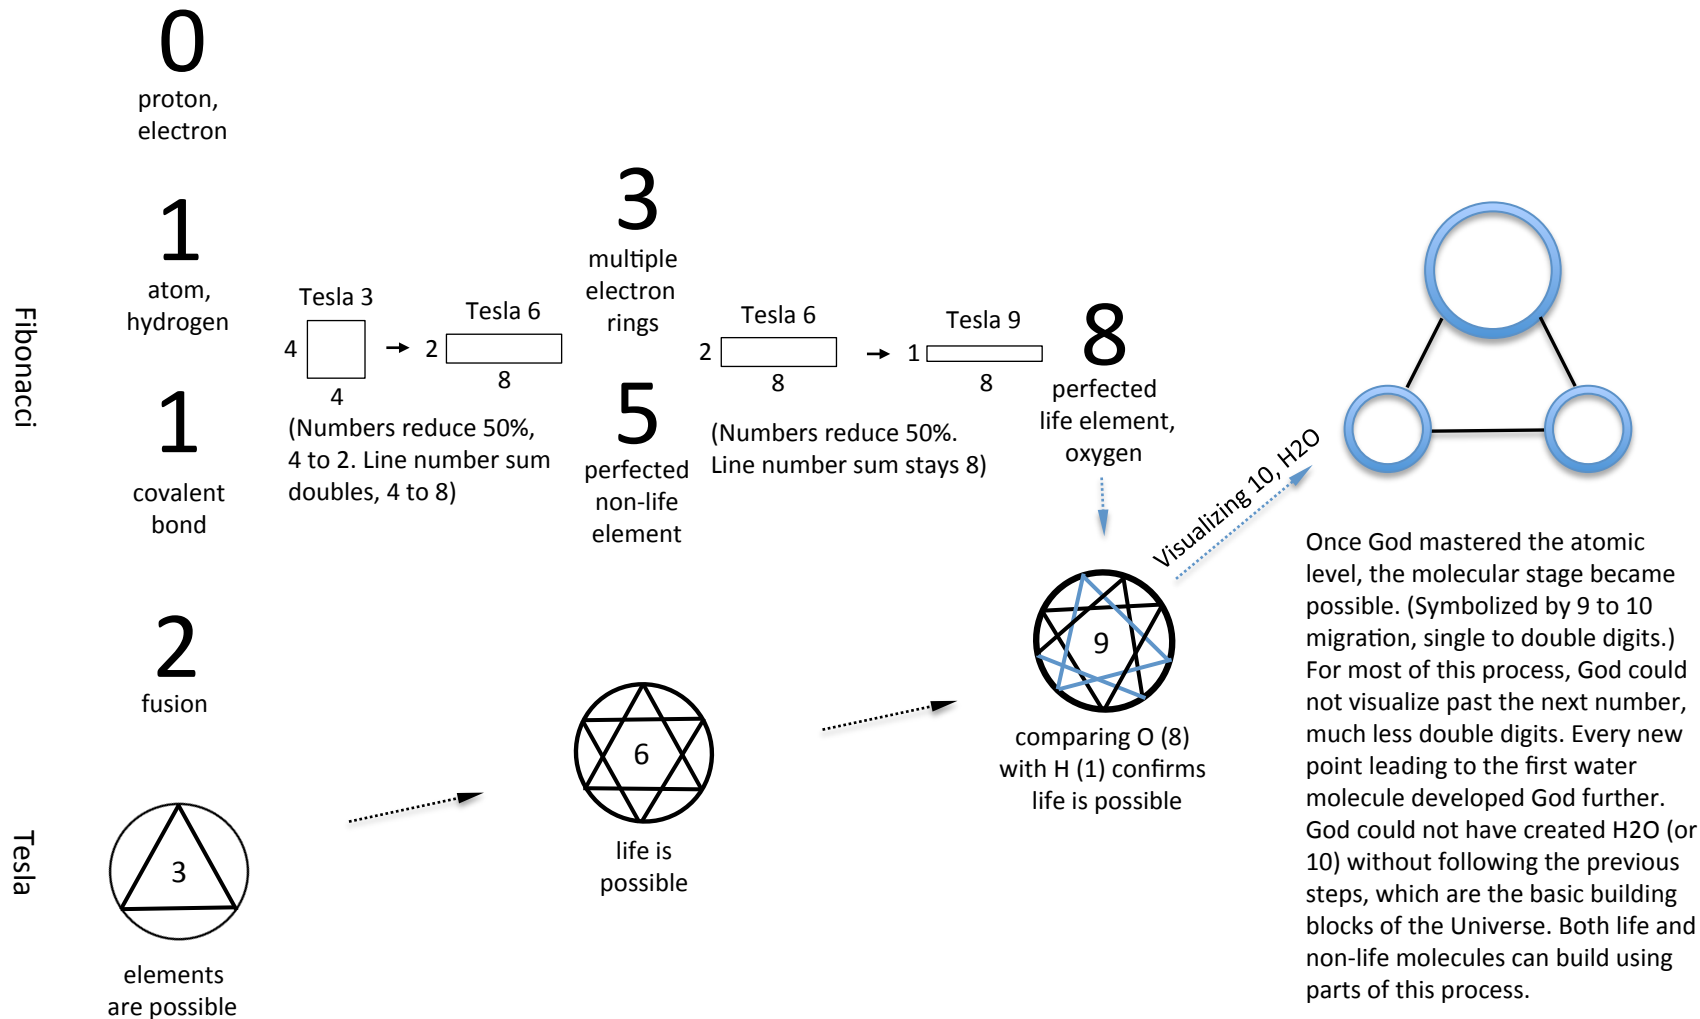 Fibonacci
Tesla
0
proton,
electron
1
atom,
hydrogen
1
covalent
bond
2
fusion
3
elements
are possible
Tesla 3
4
4
Tesla 6
2
8
(Numbers reduce 50%,
4 to 2. Line number sum
doubles, 4 to 8)
3
multiple
electron
rings
5
perfected
non-life
element
6
life is
possible
Tesla 6
2
8
Tesla 9
1
8
(Numbers reduce 50%.
Line number sum stays 8)
8
perfected
life element,
oxygen
9
comparing O (8)
with H (1) confirms
life is possible
Visualizing 10, H2O
Once God mastered the atomic
level, the molecular stage became
possible. (Symbolized by 9 to 10
migration, single to double digits.)
For most of this process, God could
not visualize past the next number,
much less double digits. Every new
point leading to the first water
molecule developed God further.
God could not have created H2O (or
10) without following the previous
steps, which are the basic building
blocks of the Universe. Both life and
non-life molecules can build using
parts of this process.